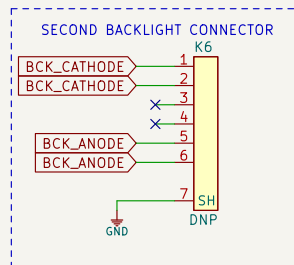 SECOND BACKLIGHT CONNECTOR
K6
BCK_CATHODE 1
BCK_CATHODE 2
3
4
BCK_ANODE 5
BCK_ANODE 6
7 SH
DNP
GND